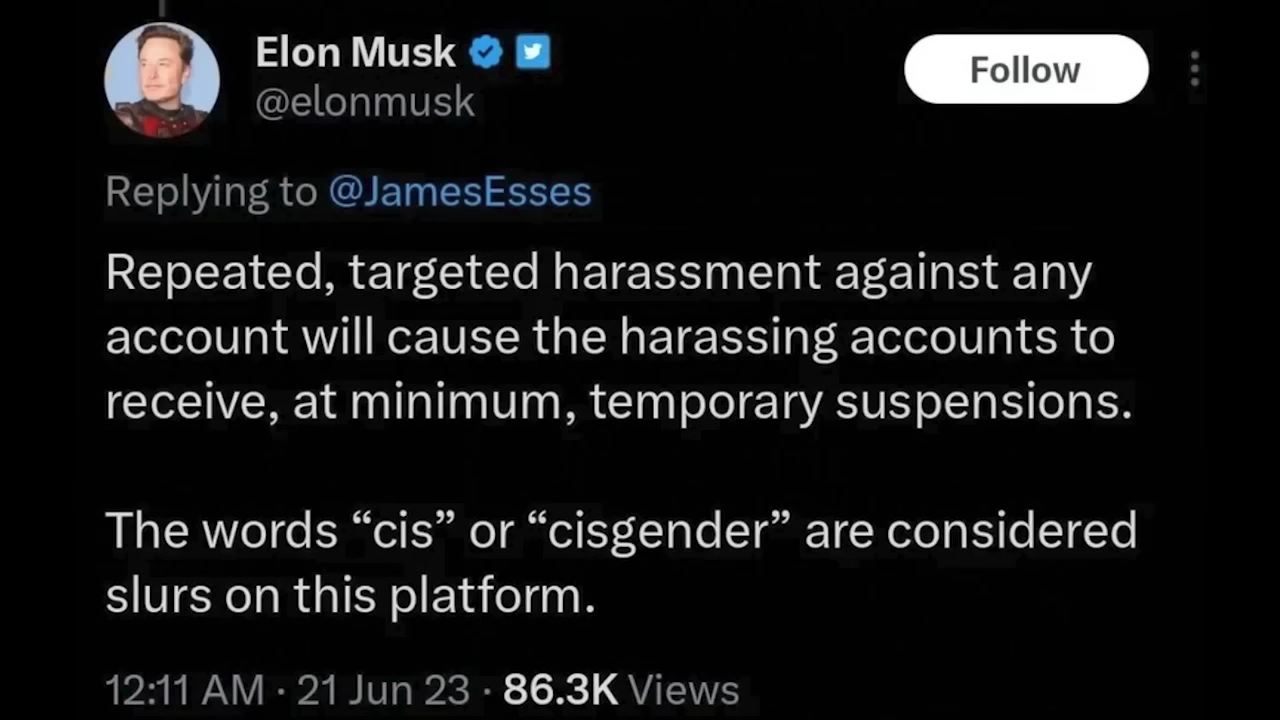 Elon Musk
@elonmusk
Follow
Replying to @JamesEsses
Repeated, targeted harassment against any
account will cause the harassing accounts to
receive, at minimum, temporary suspensions.
The words “cis” or “cisgender” are considered
slurs on this platform.
12:11 AM · 21 Jun 23 · 86.3K Views